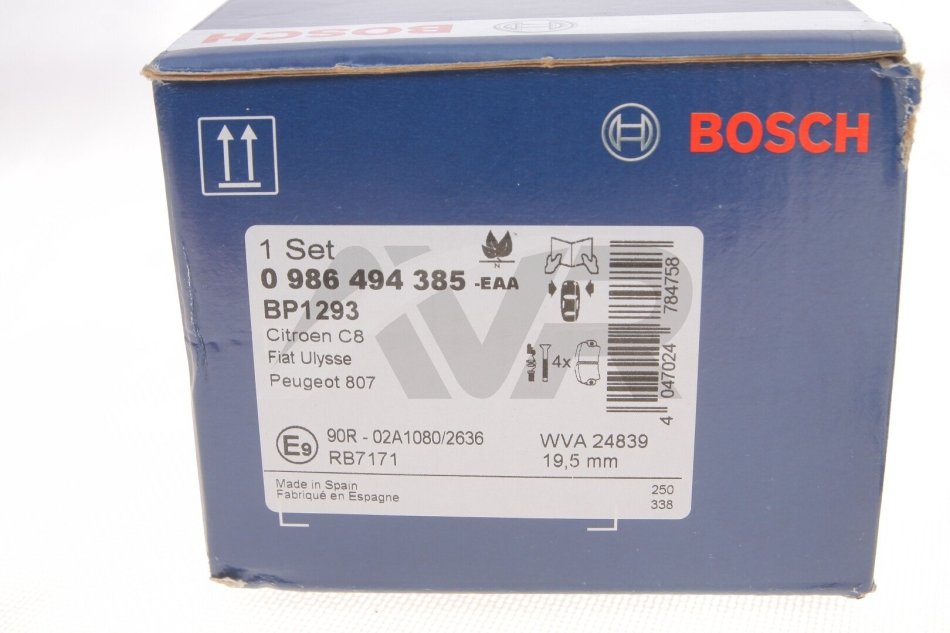 BOSCH
BOSCH
1 Set
0 986 494 385 -EAA
BP1293
Citroen C8
Fiat Ulysse
Peugeot 807
4x
4 047024 784758
E9
90R - 02A1080/2636
RB7171
WVA 24839
19,5 mm
Made in Spain
Fabriqué en Espagne
250
338